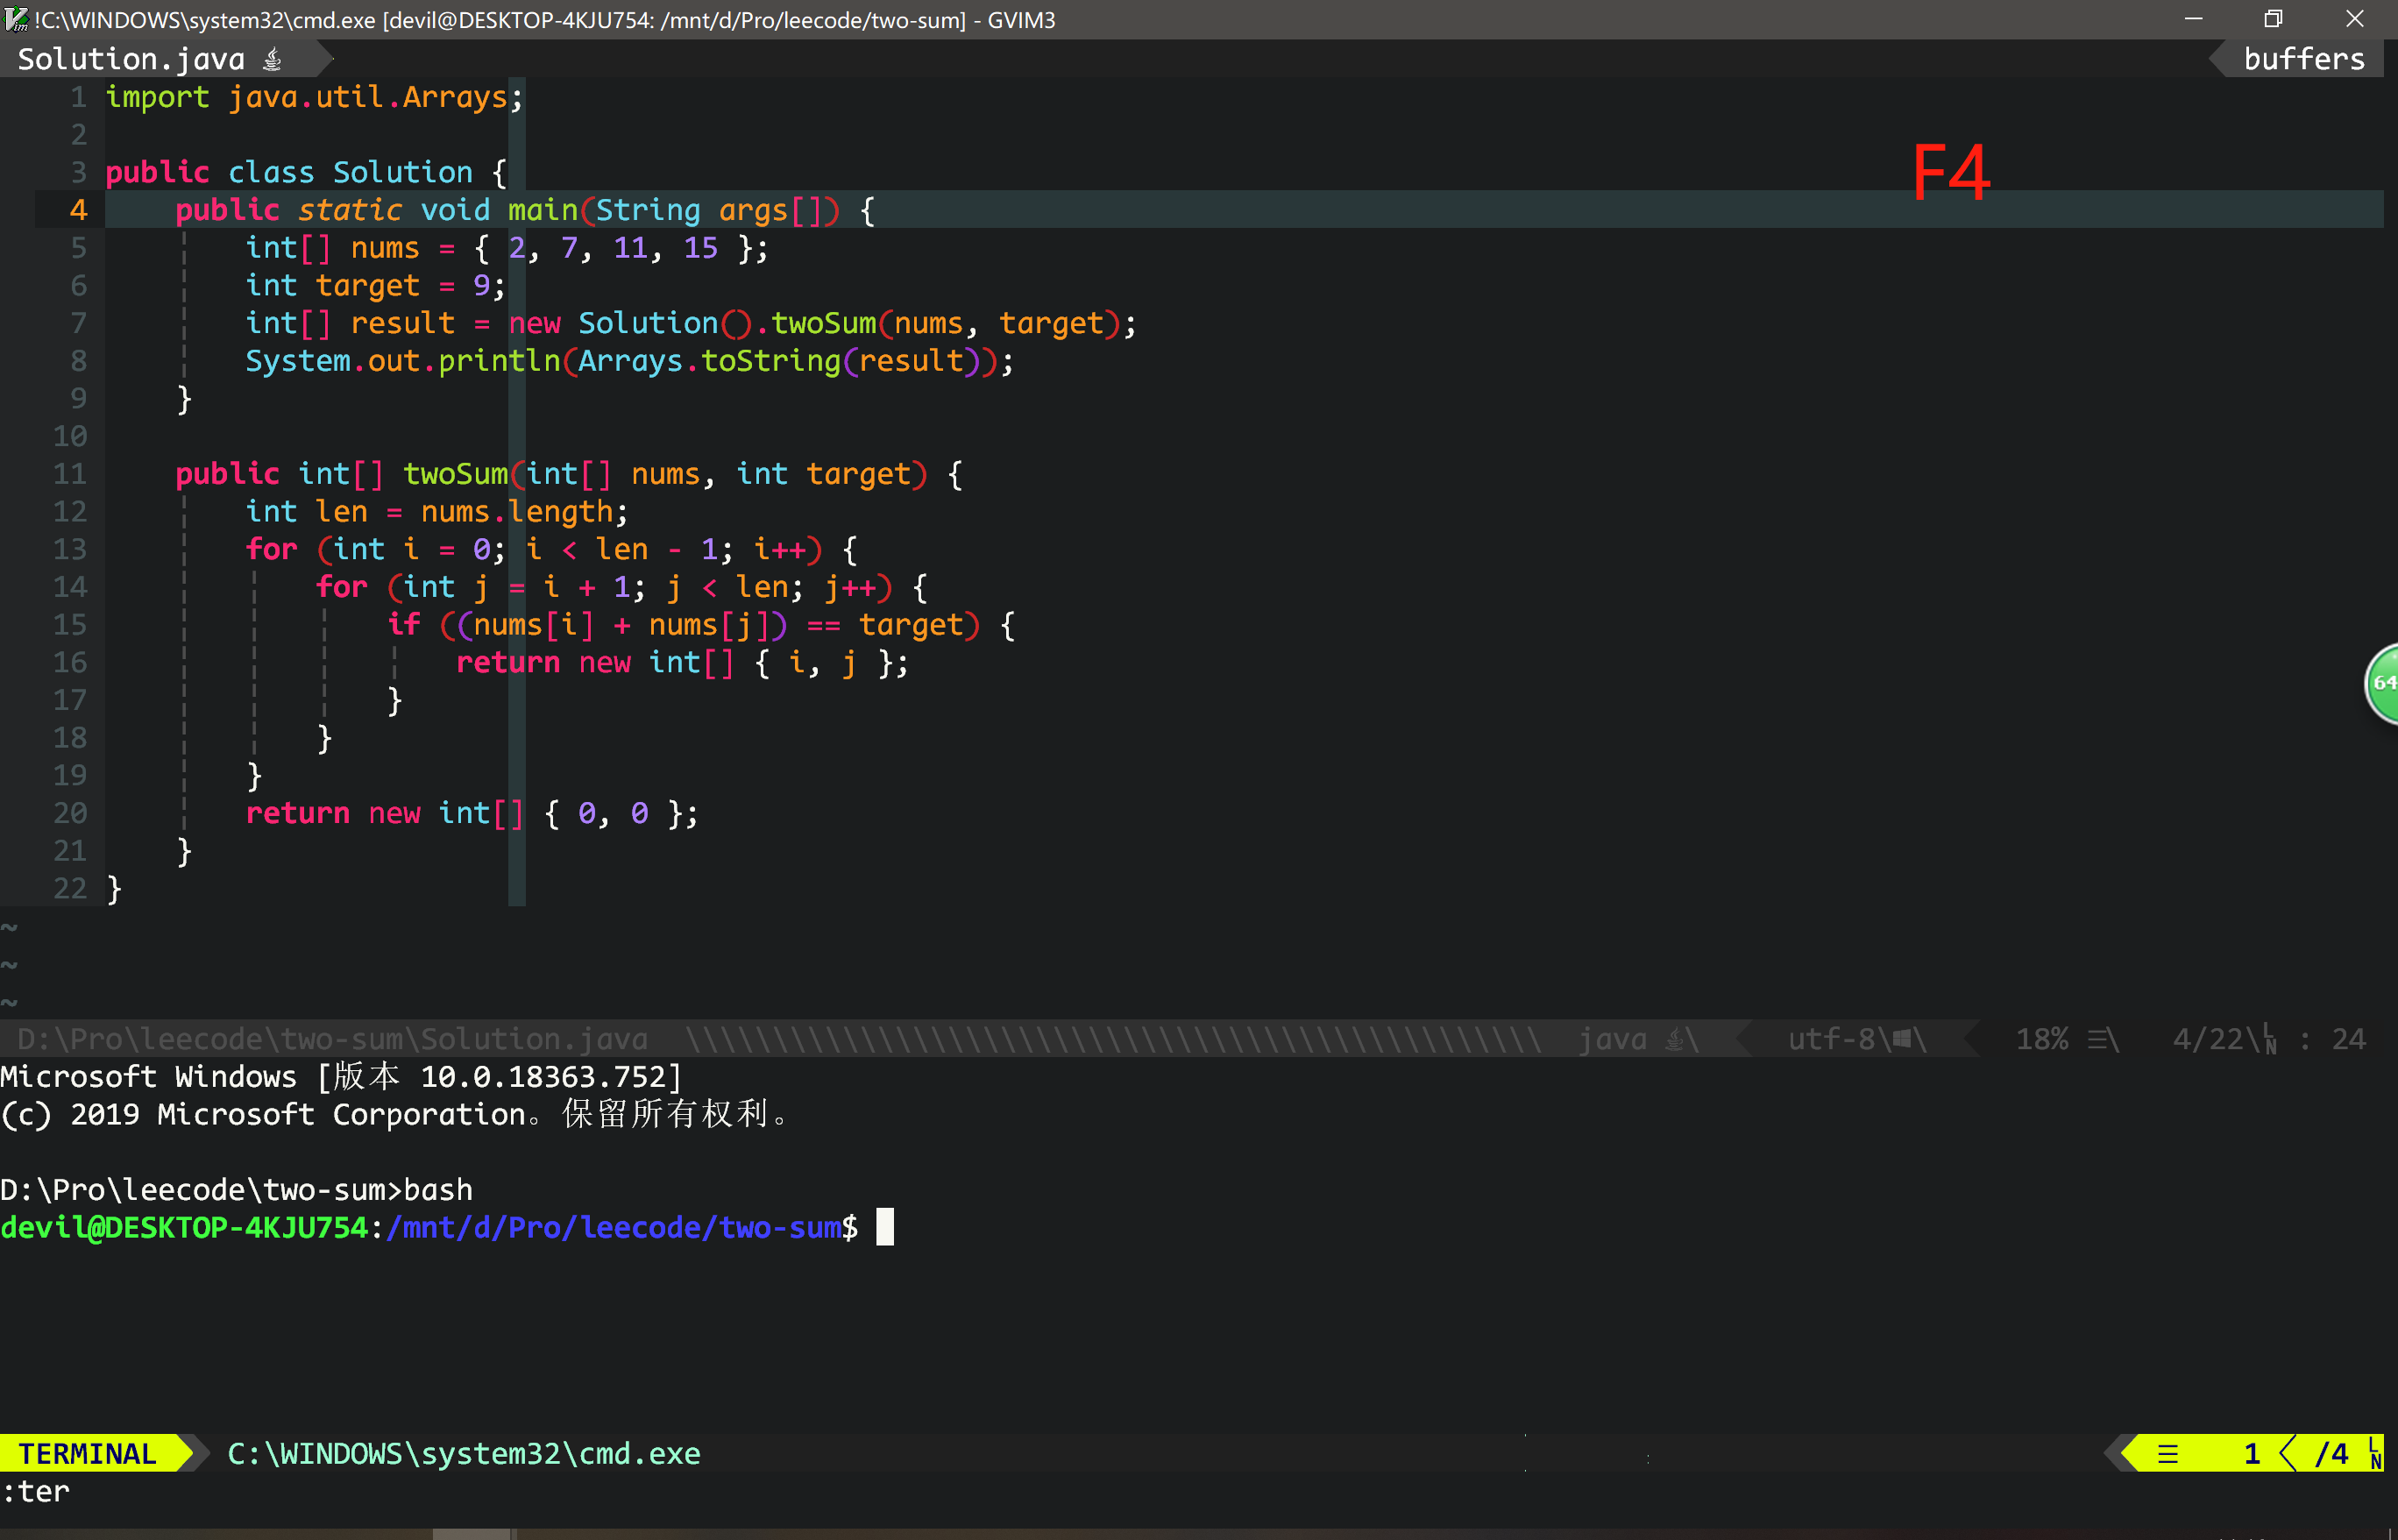 !C:\WINDOWS\system32\cmd.exe [devil@DESKTOP-4KJU754: /mnt/d/Pro/leecode/two-sum] - GVIM3
Solution.java buffers
1 import java.util.Arrays;
2
F4
3 public class Solution {
4     public static void main(String args[]) {
5         int[] nums = { 2, 7, 11, 15 };
6         int target = 9;
7         int[] result = new Solution().twoSum(nums, target);
8         System.out.println(Arrays.toString(result));
9     }
10
11     public int[] twoSum(int[] nums, int target) {
12         int len = nums.length;
13         for (int i = 0; i < len - 1; i++) {
14             for (int j = i + 1; j < len; j++) {
15                 if ((nums[i] + nums[j]) == target) {
16                     return new int[] { i, j };
17                 }
18             }
19         }
20         return new int[] { 0, 0 };
21     }
22 }
~
~
~
64
D:\Pro\leecode\two-sum\Solution.java \\\\\\\\\\\\\\\\\\\\\\\\\\\\\\\\\\\\\\\\\\\\\\\\\ java \ utf-8\ \ 18% ☰\ 4/22\LN : 24
Microsoft Windows [版本 10.0.18363.752]
(c) 2019 Microsoft Corporation。保留所有权利。
D:\Pro\leecode\two-sum>bash
devil@DESKTOP-4KJU754:/mnt/d/Pro/leecode/two-sum$
TERMINAL C:\WINDOWS\system32\cmd.exe ☰ 1 /4 LN
:ter